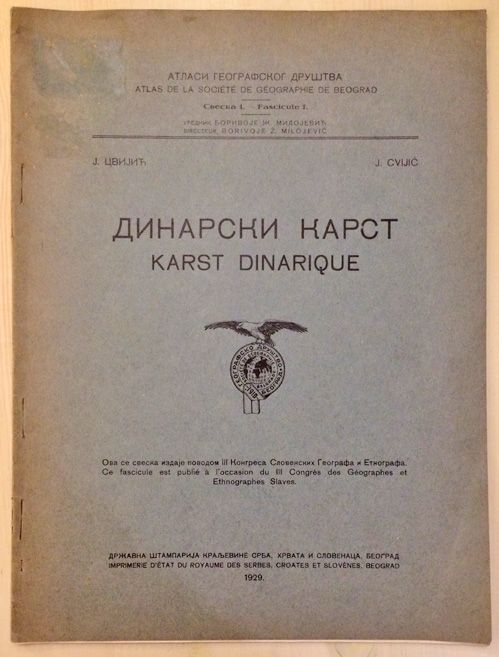 АТЛАСИ ГЕОГРАФСКОГ ДРУШТВА
ATLAS DE LA SOCIÉTÉ DE GÉOGRAPHIE DE BEOGRAD
Свеска I. – Fascicule I.
УРЕДНИК БОРИВОЈЕ Ж. МИЛОЈЕВИЋ
DIRECTEUR, BORIVOJE Ž. MILOJEVIĆ
Ј. ЦВИЈИЋ
J. CVIJIĆ
ДИНАРСКИ КАРСТ
KARST DINARIQUE
ГЕОГРАФСКО ДРУШТВО
Ова се свеска издаје поводом III Конгреса Словенских Географа и Етнографа.
Ce fascicule est publié à l'occasion du III Congrès des Géographes et
Ethnographes Slaves.
ДРЖАВНА ШТАМПАРИЈА КРАЉЕВИНЕ СРБА, ХРВАТА И СЛОВЕНАЦА, БЕОГРАД
IMPRIMERIE D'ÉTAT DU ROYAUME DES SERBES, CROATES ET SLOVÈNES, BEOGRAD
1929.